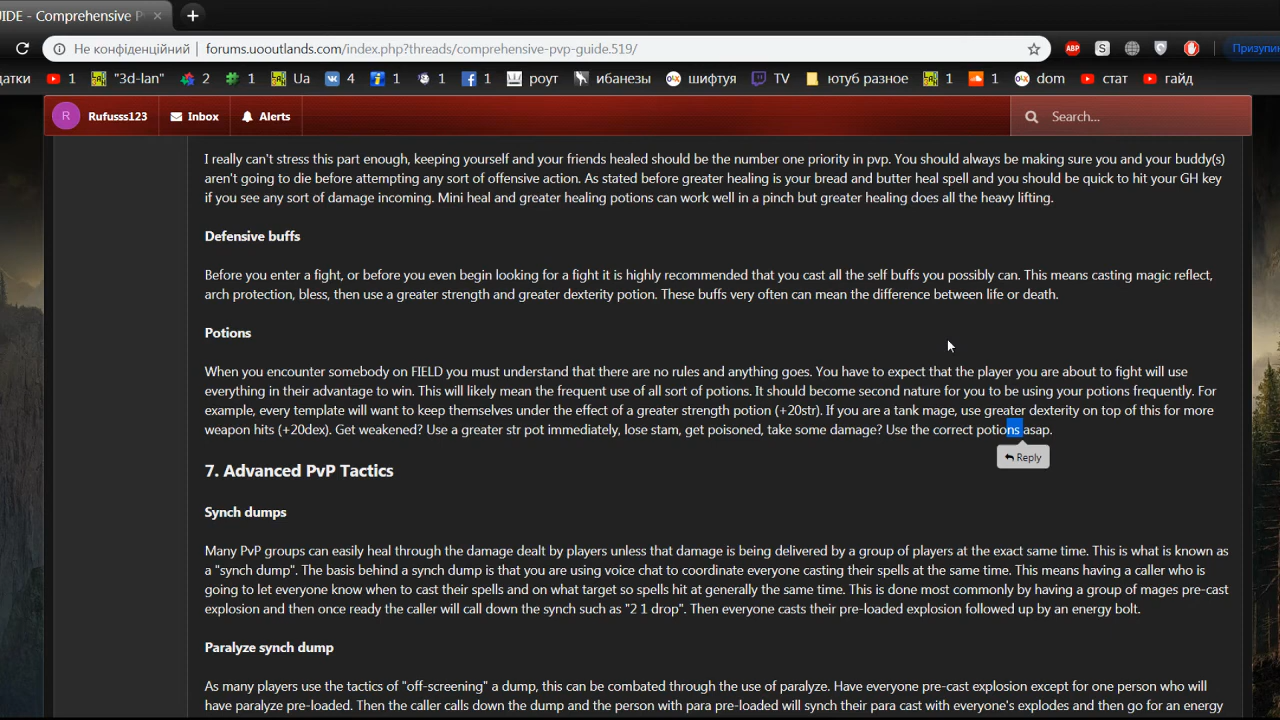 IDE - Comprehensive P
Не конфіденційний
forums.uooutlands.com/index.php?threads/comprehensive-pvp-guide.519/
ABP
S
Призупин
датки
1
"3d-lan"
2
1
Ua
4
1
1
1
роут
ибанезы
шифтуя
TV
ютуб разное
1
1
dom
стат
гайд
R
Rufusss123
Inbox
Alerts
Search...
I really can't stress this part enough, keeping yourself and your friends healed should be the number one priority in pvp. You should always be making sure you and your buddy(s)
aren't going to die before attempting any sort of offensive action. As stated before greater healing is your bread and butter heal spell and you should be quick to hit your GH key
if you see any sort of damage incoming. Mini heal and greater healing potions can work well in a pinch but greater healing does all the heavy lifting.
Defensive buffs
Before you enter a fight, or before you even begin looking for a fight it is highly recommended that you cast all the self buffs you possibly can. This means casting magic reflect,
arch protection, bless, then use a greater strength and greater dexterity potion. These buffs very often can mean the difference between life or death.
Potions
When you encounter somebody on FIELD you must understand that there are no rules and anything goes. You have to expect that the player you are about to fight will use
everything in their advantage to win. This will likely mean the frequent use of all sort of potions. It should become second nature for you to be using your potions frequently. For
example, every template will want to keep themselves under the effect of a greater strength potion (+20str). If you are a tank mage, use greater dexterity on top of this for more
weapon hits (+20dex). Get weakened? Use a greater str pot immediately, lose stam, get poisoned, take some damage? Use the correct potions asap.
Reply
7. Advanced PvP Tactics
Synch dumps
Many PvP groups can easily heal through the damage dealt by players unless that damage is being delivered by a group of players at the exact same time. This is what is known as
a "synch dump". The basis behind a synch dump is that you are using voice chat to coordinate everyone casting their spells at the same time. This means having a caller who is
going to let everyone know when to cast their spells and on what target so spells hit at generally the same time. This is done most commonly by having a group of mages pre-cast
explosion and then once ready the caller will call down the synch such as "2 1 drop". Then everyone casts their pre-loaded explosion followed up by an energy bolt.
Paralyze synch dump
As many players use the tactics of "off-screening" a dump, this can be combated through the use of paralyze. Have everyone pre-cast explosion except for one person who will
have paralyze pre-loaded. Then the caller calls down the dump and the person with para pre-loaded will synch their para cast with everyone's explodes and then go for an energy